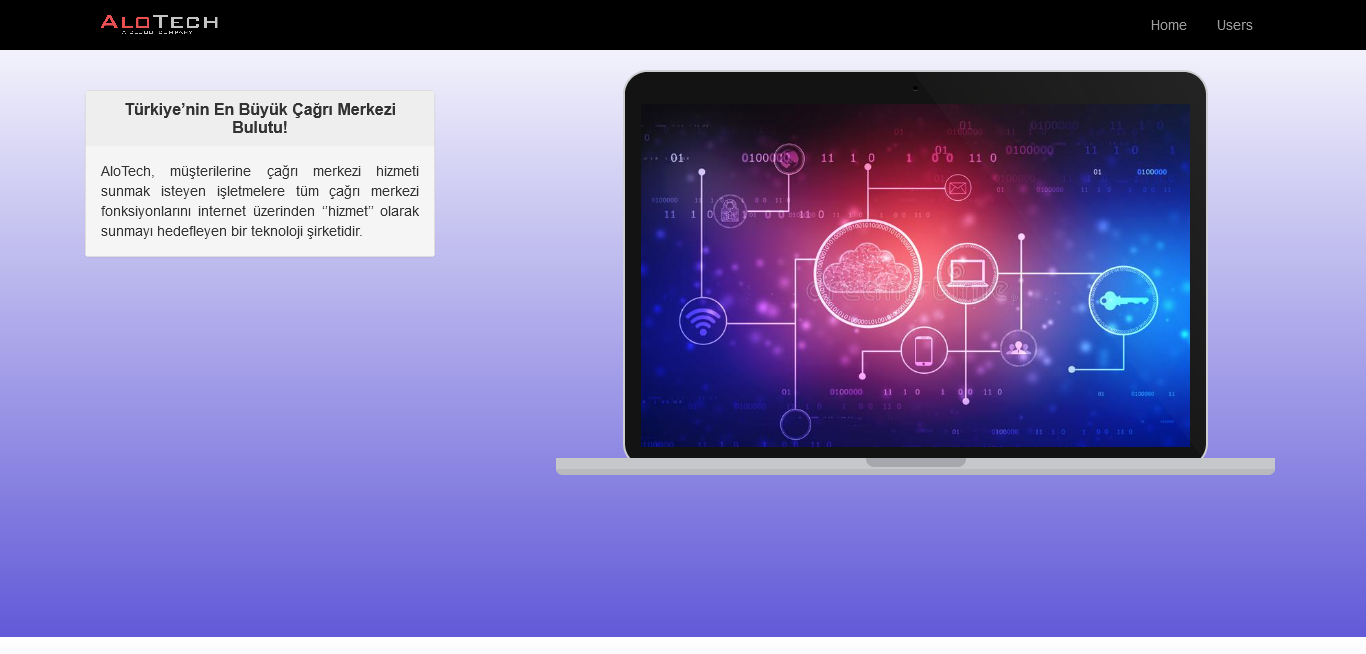 ALOTECH
A CLOUD COMPANY
Home Users
Türkiye’nin En Büyük Çağrı Merkezi
Bulutu!
AloTech, müşterilerine çağrı merkezi hizmeti
sunmak isteyen işletmelere tüm çağrı merkezi
fonksiyonlarını internet üzerinden ‘‘hizmet’’ olarak
sunmayı hedefleyen bir teknoloji şirketidir.